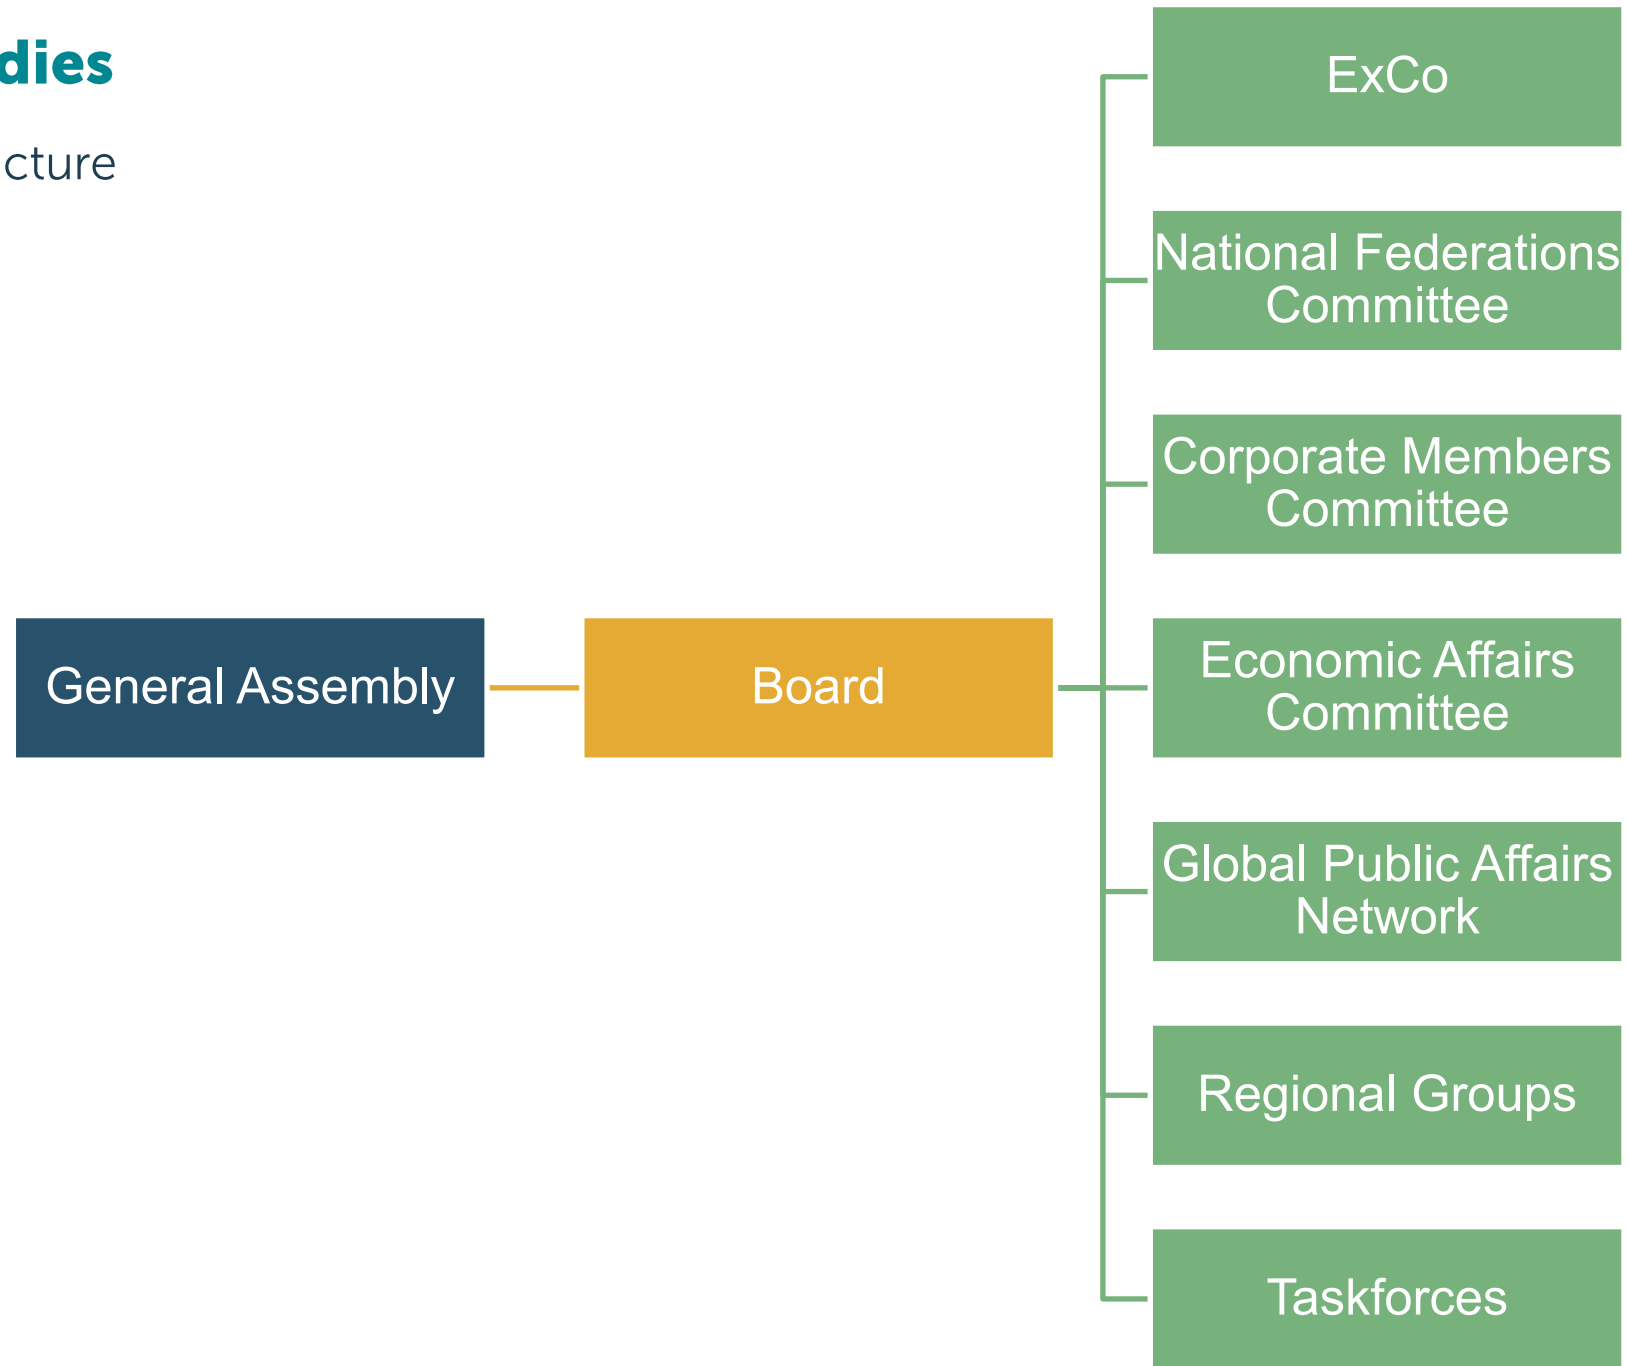 dies
cture
ExCo
National Federations
Committee
Corporate Members
Committee
General Assembly
Board
Economic Affairs
Committee
Global Public Affairs
Network
Regional Groups
Taskforces